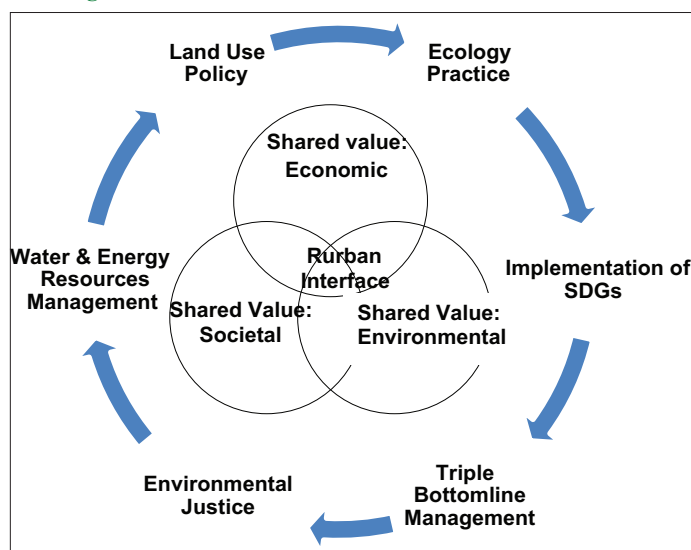 Land Use
Policy
Ecology
Practice
Shared value:
Economic
Water & Energy
Resources
Management
Rurban
Interface
Implementation of
SDGs
Shared Value:
Societal
Shared Value:
Environmental
Environmental
Justice
Triple
Bottomline
Management